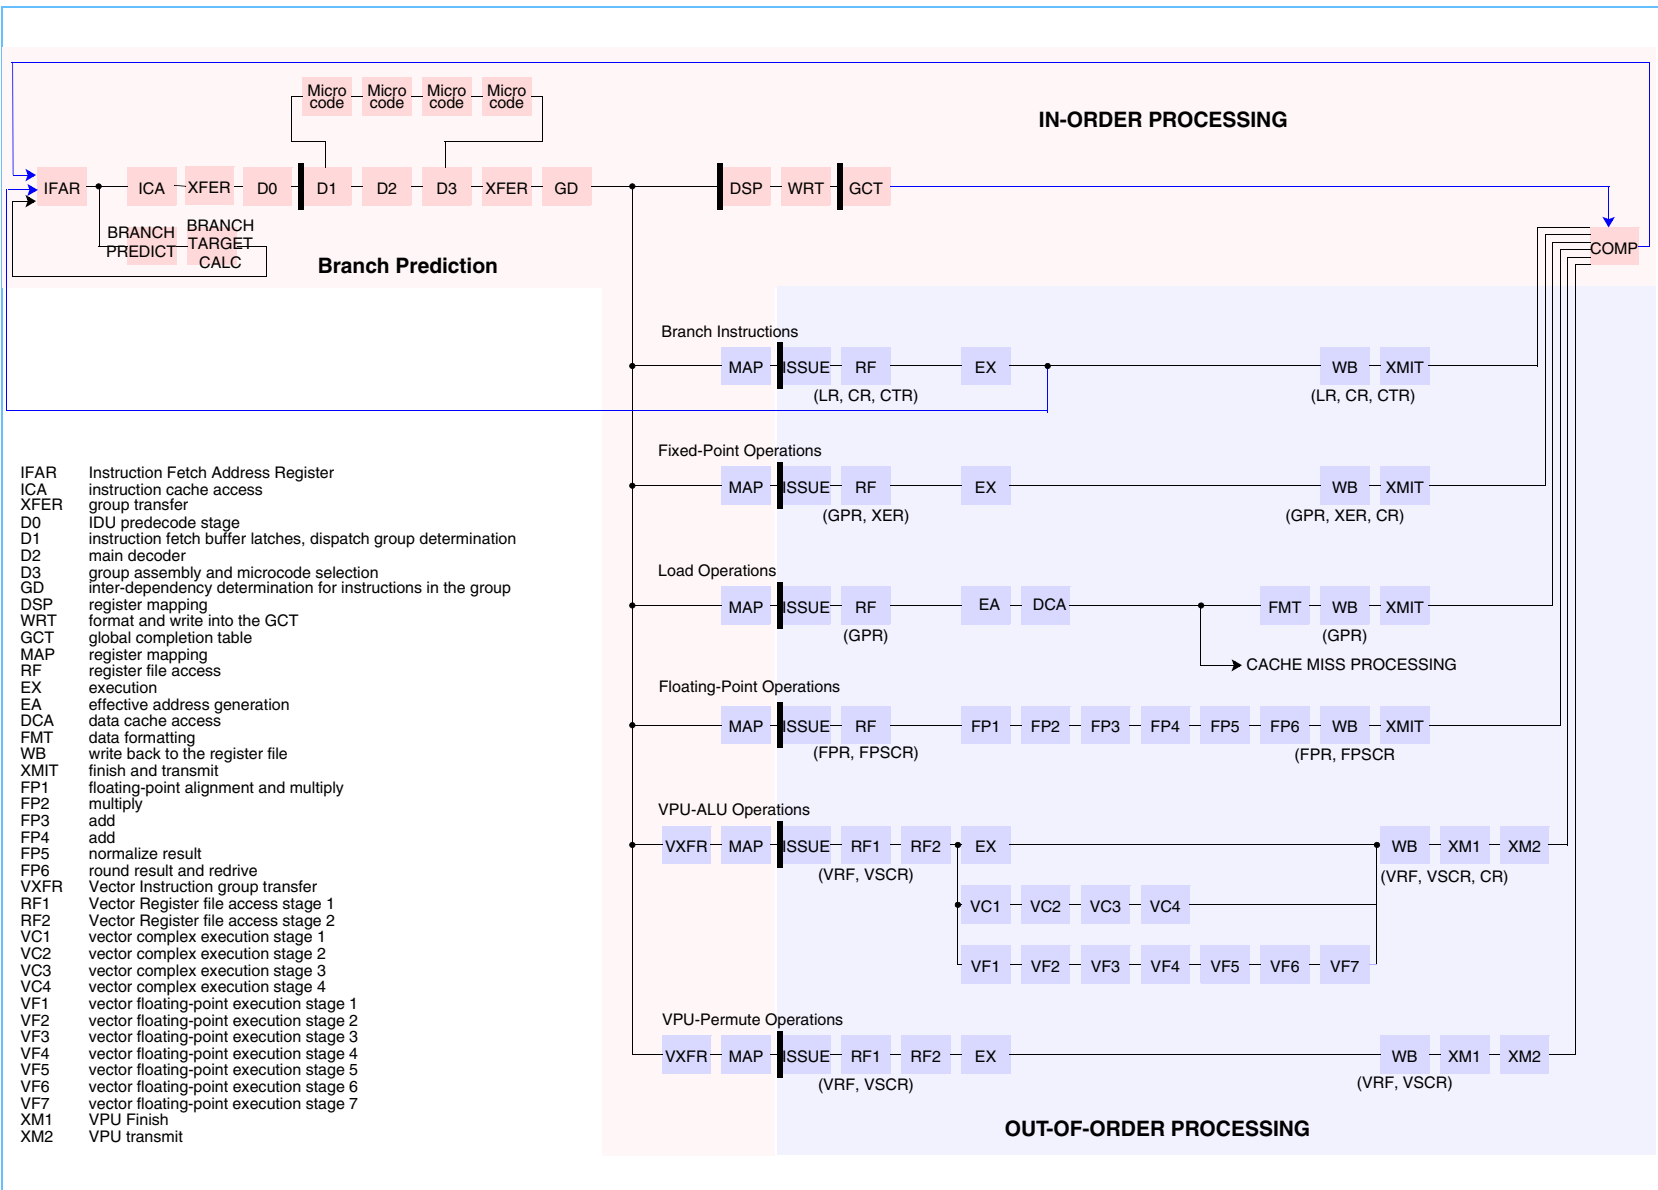 Micro code
Micro code
Micro code
Micro code
IN-ORDER PROCESSING
IFAR
ICA
XFER
D0
D1
D2
D3
XFER
GD
DSP
WRT
GCT
BRANCH PREDICT
BRANCH TARGET CALC
COMP
Branch Prediction
Branch Instructions
MAP
ISSUE
RF
EX
WB
XMIT
(LR, CR, CTR)
(LR, CR, CTR)
Fixed-Point Operations
MAP
ISSUE
RF
EX
WB
XMIT
(GPR, XER)
(GPR, XER, CR)
Load Operations
MAP
ISSUE
RF
EA
DCA
FMT
WB
XMIT
(GPR)
(GPR)
CACHE MISS PROCESSING
Floating-Point Operations
MAP
ISSUE
RF
FP1
FP2
FP3
FP4
FP5
FP6
WB
XMIT
(FPR, FPSCR)
(FPR, FPSCR
VPU-ALU Operations
VXFR
MAP
ISSUE
RF1
RF2
EX
WB
XM1
XM2
(VRF, VSCR)
(VRF, VSCR, CR)
VC1
VC2
VC3
VC4
VF1
VF2
VF3
VF4
VF5
VF6
VF7
VPU-Permute Operations
VXFR
MAP
ISSUE
RF1
RF2
EX
WB
XM1
XM2
(VRF, VSCR)
(VRF, VSCR)
OUT-OF-ORDER PROCESSING
IFAR Instruction Fetch Address Register
ICA instruction cache access
XFER group transfer
D0 IDU predecode stage
D1 instruction fetch buffer latches, dispatch group determination
D2 main decoder
D3 group assembly and microcode selection
GD inter-dependency determination for instructions in the group
DSP register mapping
WRT format and write into the GCT
GCT global completion table
MAP register mapping
RF register file access
EX execution
EA effective address generation
DCA data cache access
FMT data formatting
WB write back to the register file
XMIT finish and transmit
FP1 floating-point alignment and multiply
FP2 multiply
FP3 add
FP4 add
FP5 normalize result
FP6 round result and redrive
VXFR Vector Instruction group transfer
RF1 Vector Register file access stage 1
RF2 Vector Register file access stage 2
VC1 vector complex execution stage 1
VC2 vector complex execution stage 2
VC3 vector complex execution stage 3
VC4 vector complex execution stage 4
VF1 vector floating-point execution stage 1
VF2 vector floating-point execution stage 2
VF3 vector floating-point execution stage 3
VF4 vector floating-point execution stage 4
VF5 vector floating-point execution stage 5
VF6 vector floating-point execution stage 6
VF7 vector floating-point execution stage 7
XM1 VPU Finish
XM2 VPU transmit